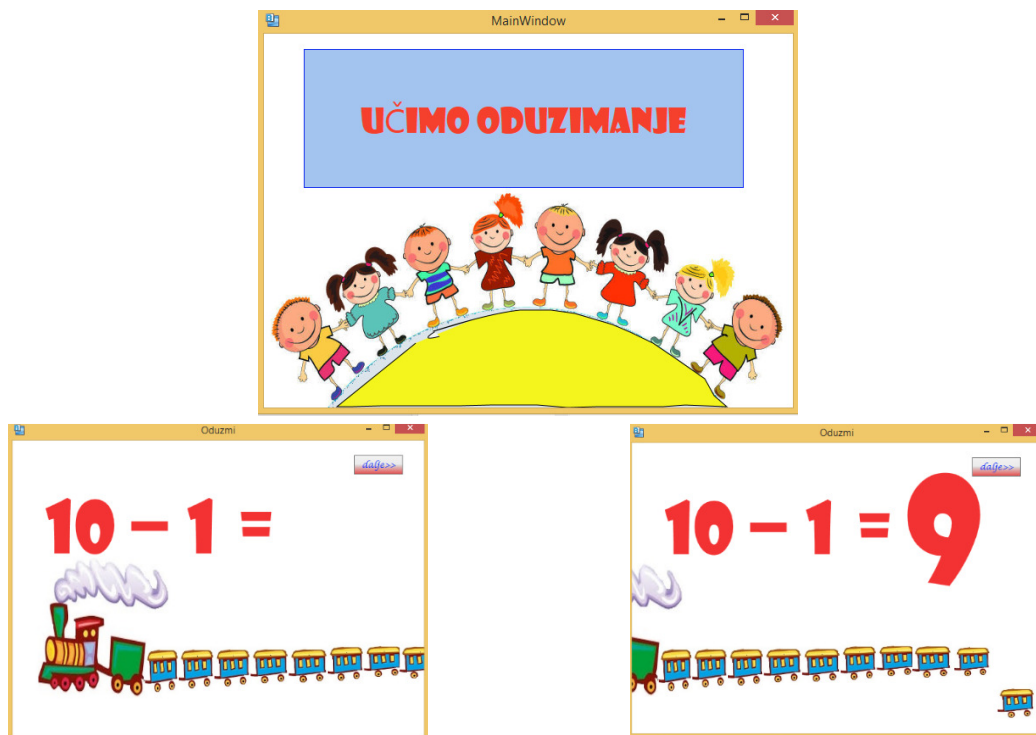 MainWindow
UČIMO ODUZIMANJE
Oduzmi
dalje>>
10 – 1 =
Oduzmi
dalje>>
10 – 1 = 9